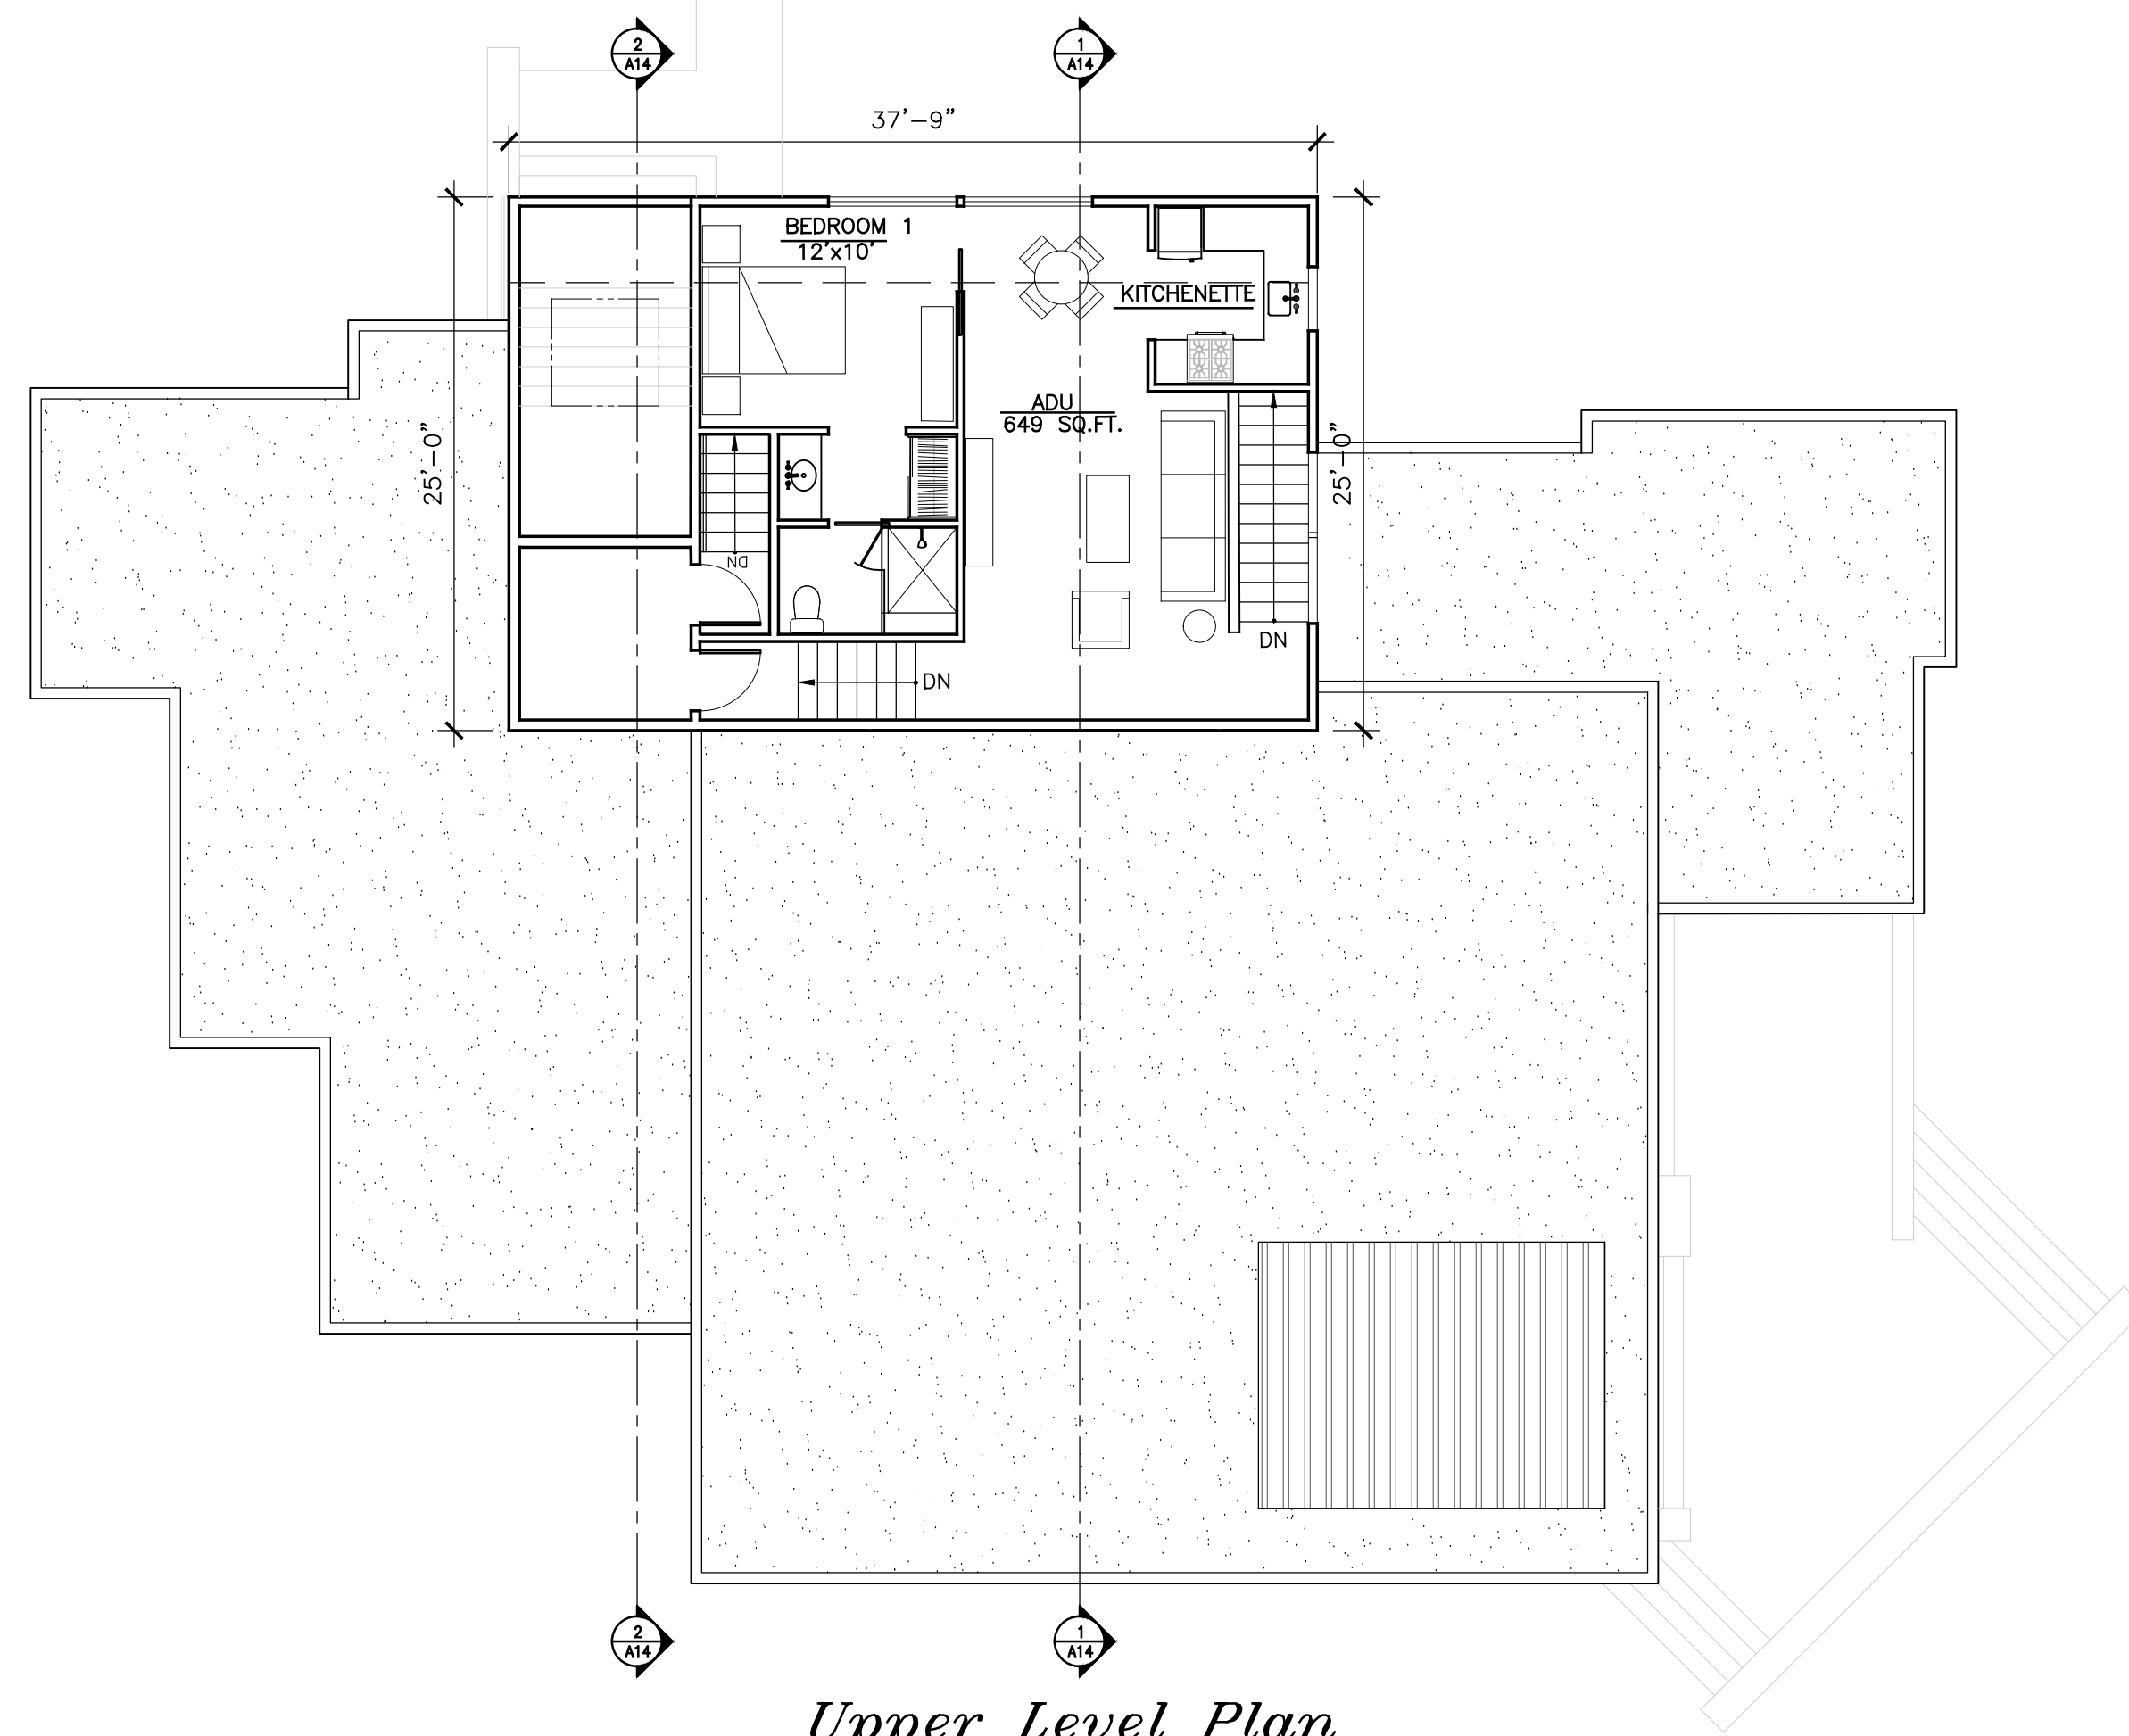 2
A14
1
A14
37'-9"
BEDROOM 1
12'x10'
KITCHENETTE
ADU
649 SQ.FT.
25'-0"
25'-0"
DN
DN
DN
2
A14
1
A14
Upper Level Plan